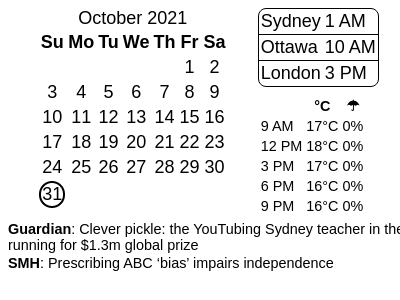 October 2021
Su Mo Tu We Th Fr Sa
1 2
3 4 5 6 7 8 9
10 11 12 13 14 15 16
17 18 19 20 21 22 23
24 25 26 27 28 29 30
31
Sydney 1 AM
Ottawa 10 AM
London 3 PM
°C ☂
9 AM 17°C 0%
12 PM 18°C 0%
3 PM 17°C 0%
6 PM 16°C 0%
9 PM 16°C 0%
Guardian: Clever pickle: the YouTubing Sydney teacher in the
running for $1.3m global prize
SMH: Prescribing ABC ‘bias’ impairs independence